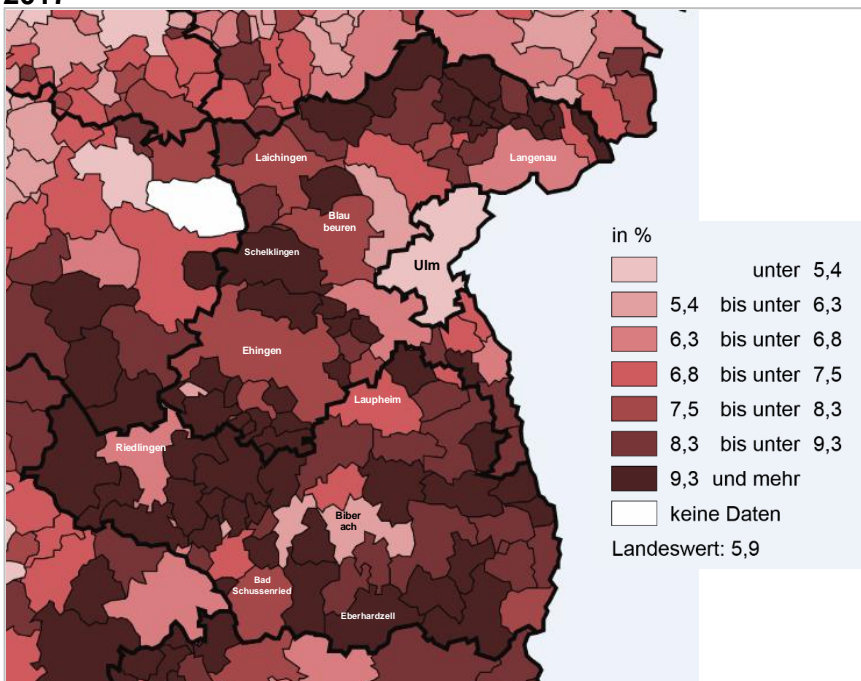 2017
Laichingen
Langenau
Blau
beuren
Schelklingen
Ulm
Ehingen
Laupheim
Riedlingen
Biber
ach
Bad
Schussenried
Eberhardzell
in %
unter 5,4
5,4 bis unter 6,3
6,3 bis unter 6,8
6,8 bis unter 7,5
7,5 bis unter 8,3
8,3 bis unter 9,3
9,3 und mehr
keine Daten
Landeswert: 5,9